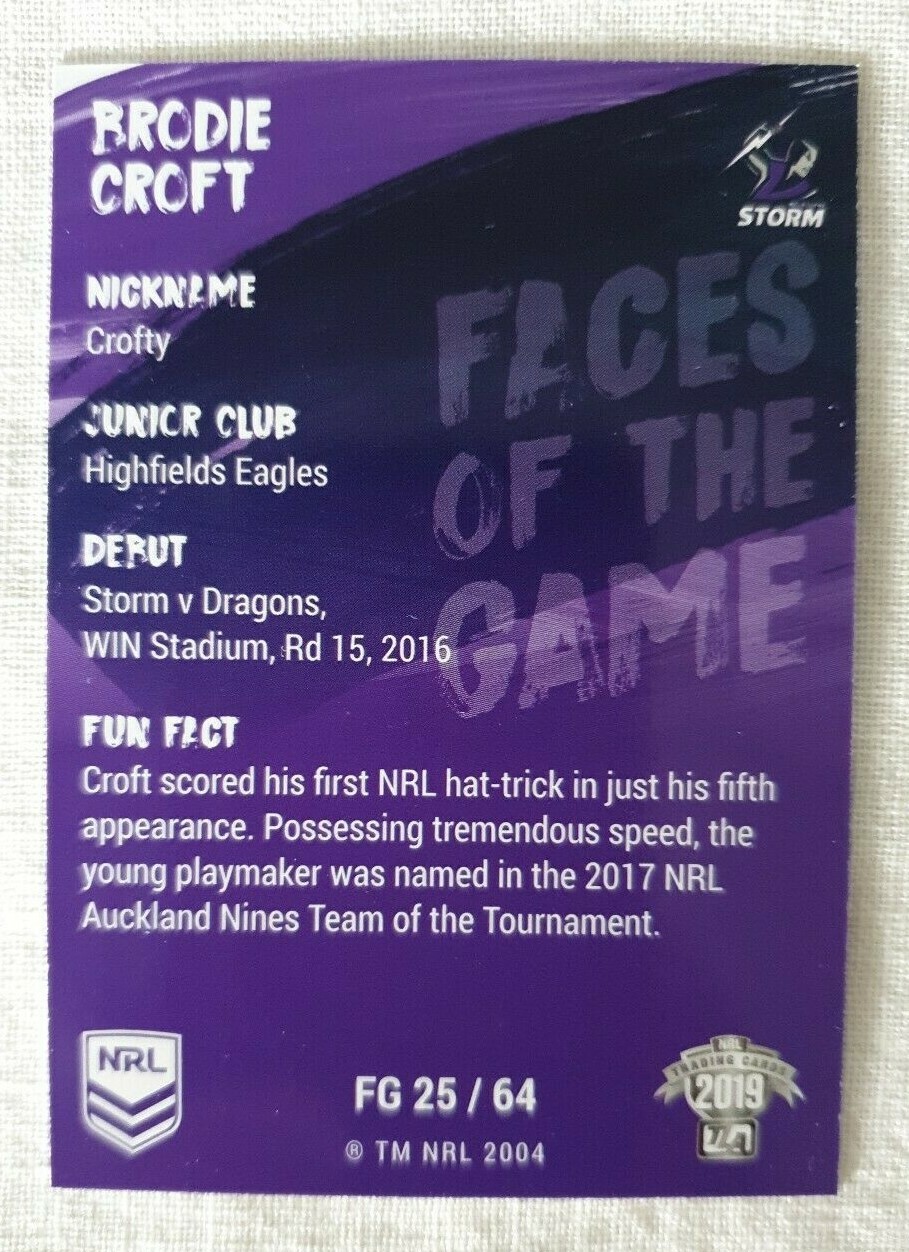 BRODIE
CROFT
STORM
NICKNAME
Crofty
FACES
OF THE
GAME
JUNIOR CLUB
Highfields Eagles
DEBUT
Storm v Dragons,
WIN Stadium, Rd 15, 2016
FUN FACT
Croft scored his first NRL hat-trick in just his fifth
appearance. Possessing tremendous speed, the
young playmaker was named in the 2017 NRL
Auckland Nines Team of the Tournament.
NRL
FG 25 / 64
® TM NRL 2004
NRL
TRADING CARDS
2019